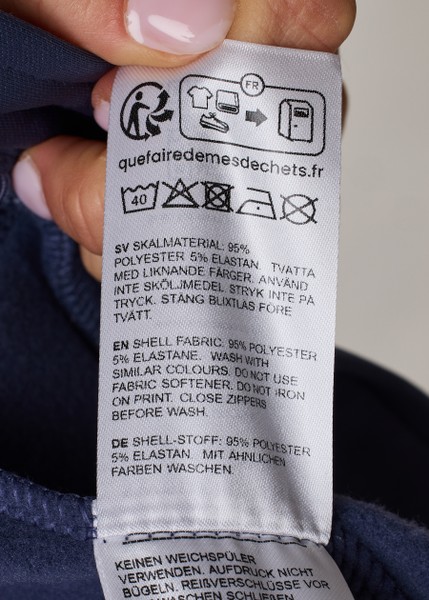 FR
quefairedemesdechets.fr
40
SV SKALMATERIAL: 95%
POLYESTER 5% ELASTAN. TVÄTTA
MED LIKNANDE FÄRGER. ANVÄND
INTE SKÖLJMEDEL. STRYK INTE PÅ
TRYCK. STÄNG BLIXTLÅS FÖRE
TVÄTT.
EN SHELL FABRIC: 95% POLYESTER
5% ELASTANE. WASH WITH
SIMILAR COLOURS. DO NOT USE
FABRIC SOFTENER. DO NOT IRON
ON PRINT. CLOSE ZIPPERS
BEFORE WASH.
DE SHELL-STOFF: 95% POLYESTER
5% ELASTAN. MIT ÄHNLICHEN
FARBEN WASCHEN.
KEINEN WEICHSPÜLER
VERWENDEN. AUFDRUCK NICHT
BÜGELN. REIßVERSCHLÜSSE VOR
WASCHEN SCHLIEßEN